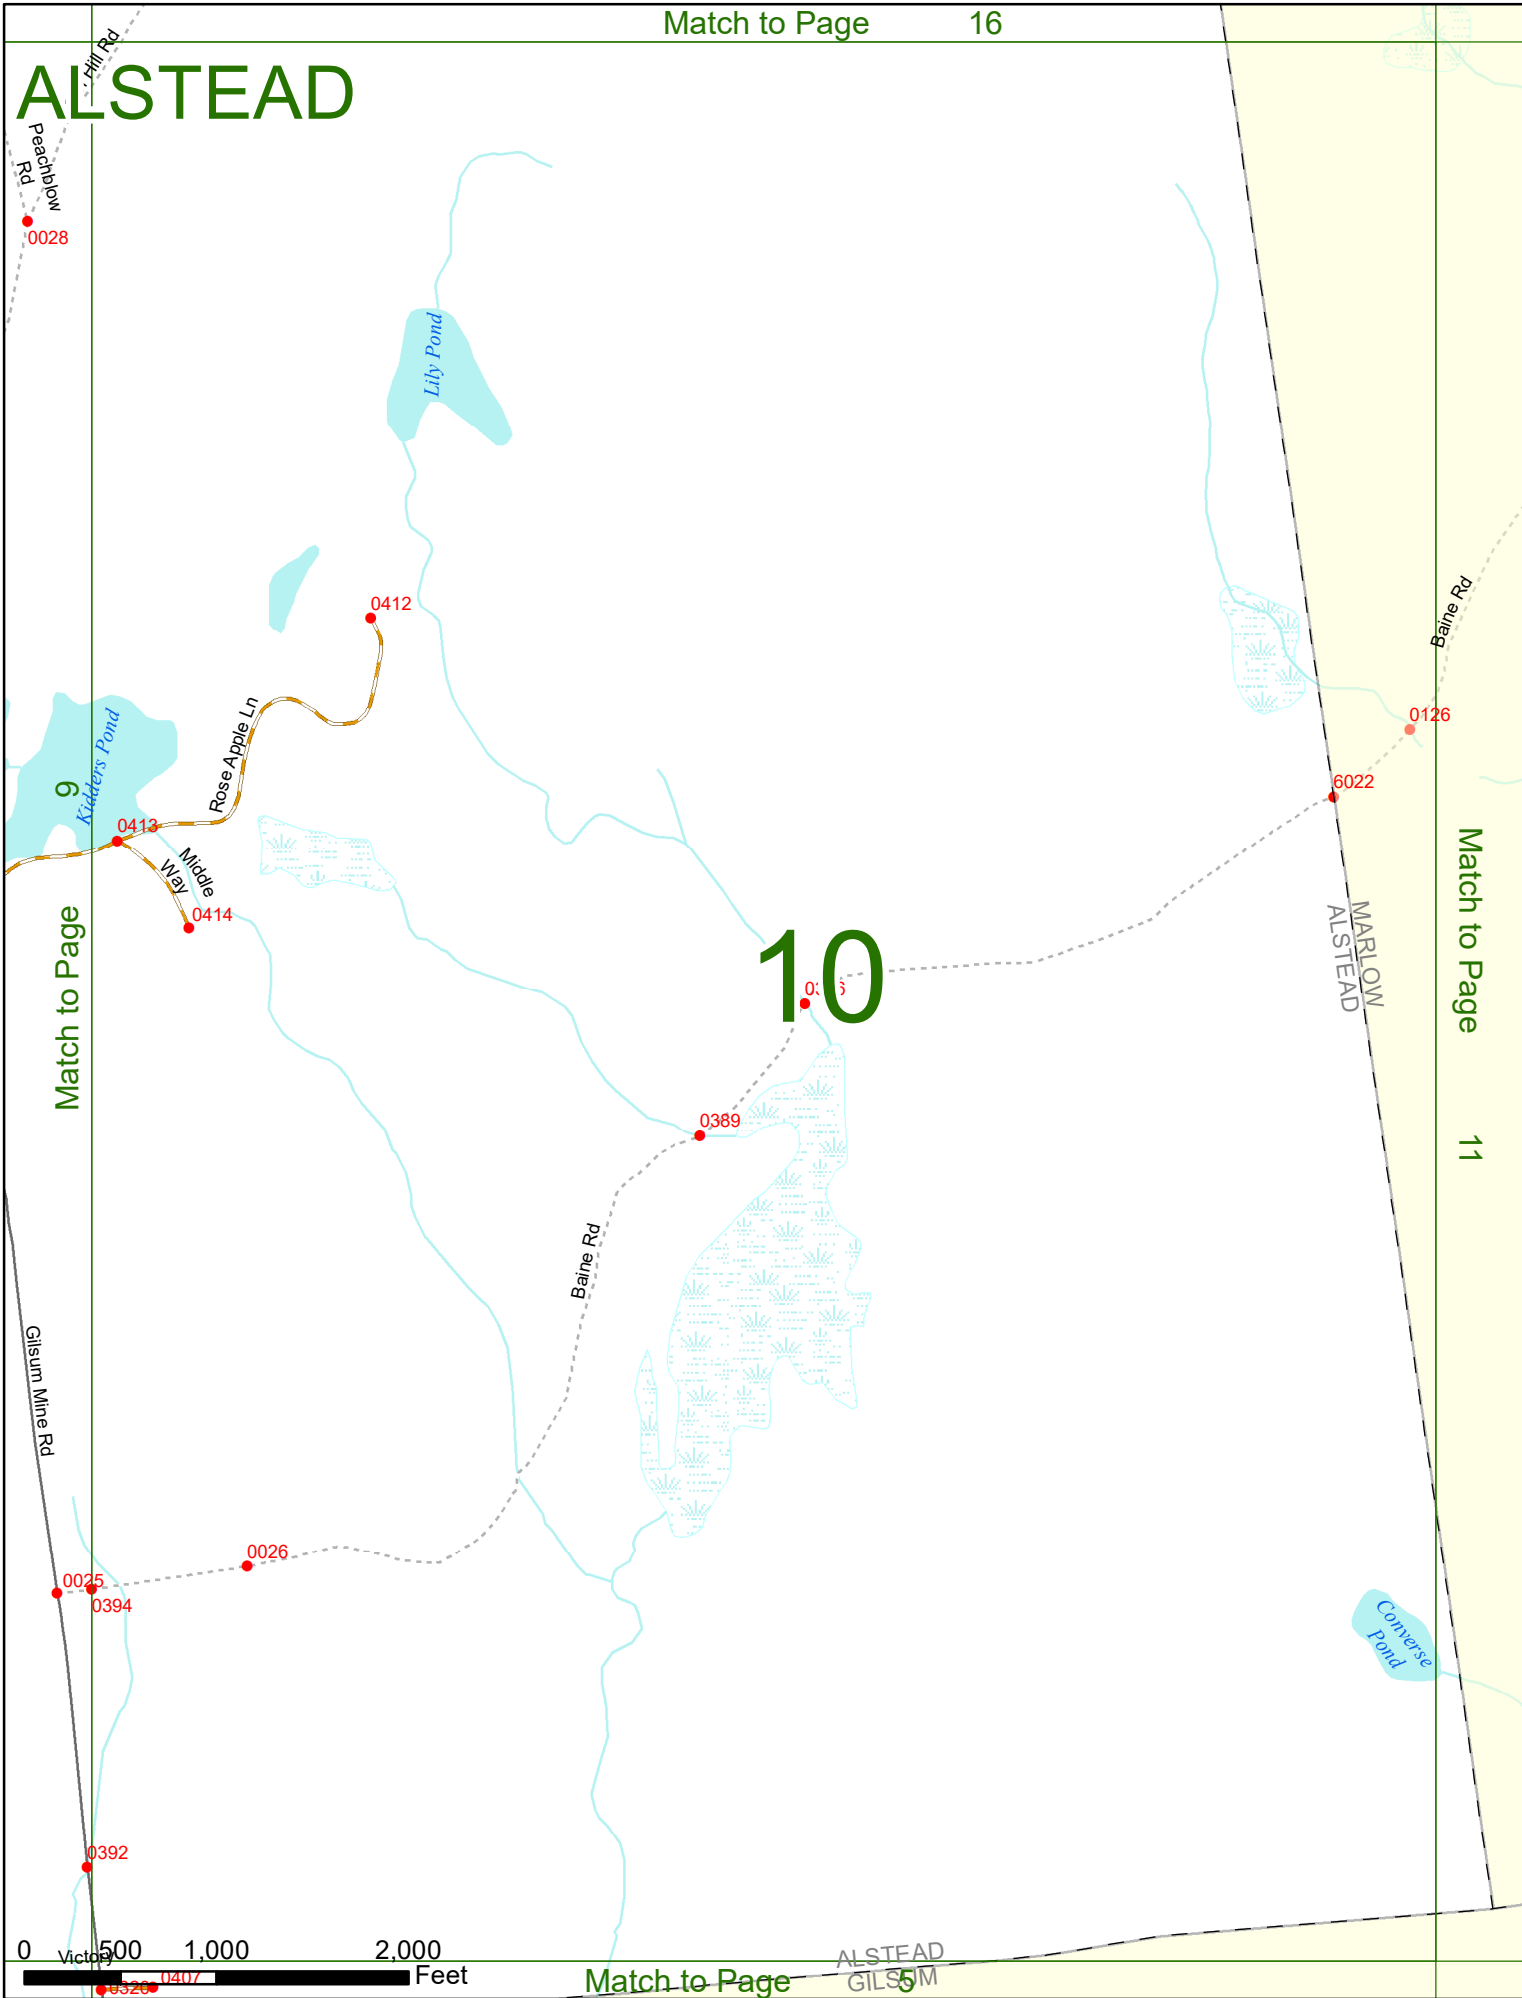 Match to Page 16
ALSTEAD
Hill Rd
Peachblow
Rd
0028
Lily Pond
0412
Baine Rd
Rose Apple Ln
Kidders Pond
9
Match to Page
0126
6022
0413
Middle
Way
0414
10
MARLOW
ALSTEAD
Match to Page
11
0389
Baine Rd
Gilsum Mine Rd
0026
0025
0394
Converse
Pond
0392
0 500 1,000 2,000
Feet
Victory
0407
ALSTEAD
GILSUM
Match to Page 5